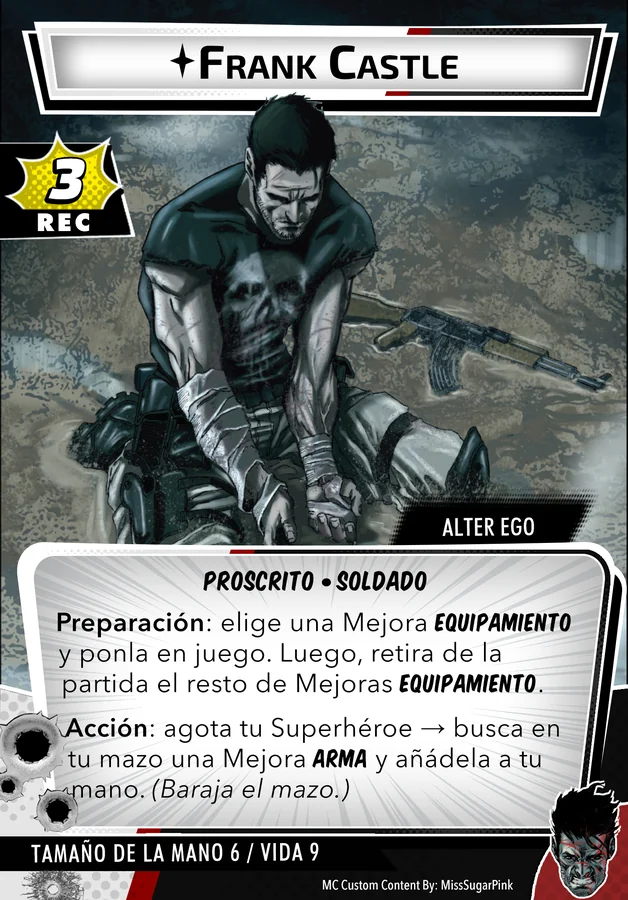 ✦FRANK CASTLE
3
REC
ALTER EGO
PROSCRITO • SOLDADO
Preparación: elige una Mejora EQUIPAMIENTO
y ponla en juego. Luego, retira de la
partida el resto de Mejoras EQUIPAMIENTO.
Acción: agota tu Superhéroe → busca en
tu mazo una Mejora ARMA y añádela a tu
mano. (Baraja el mazo.)
TAMAÑO DE LA MANO 6 / VIDA 9
MC Custom Content By: MissSugarPink